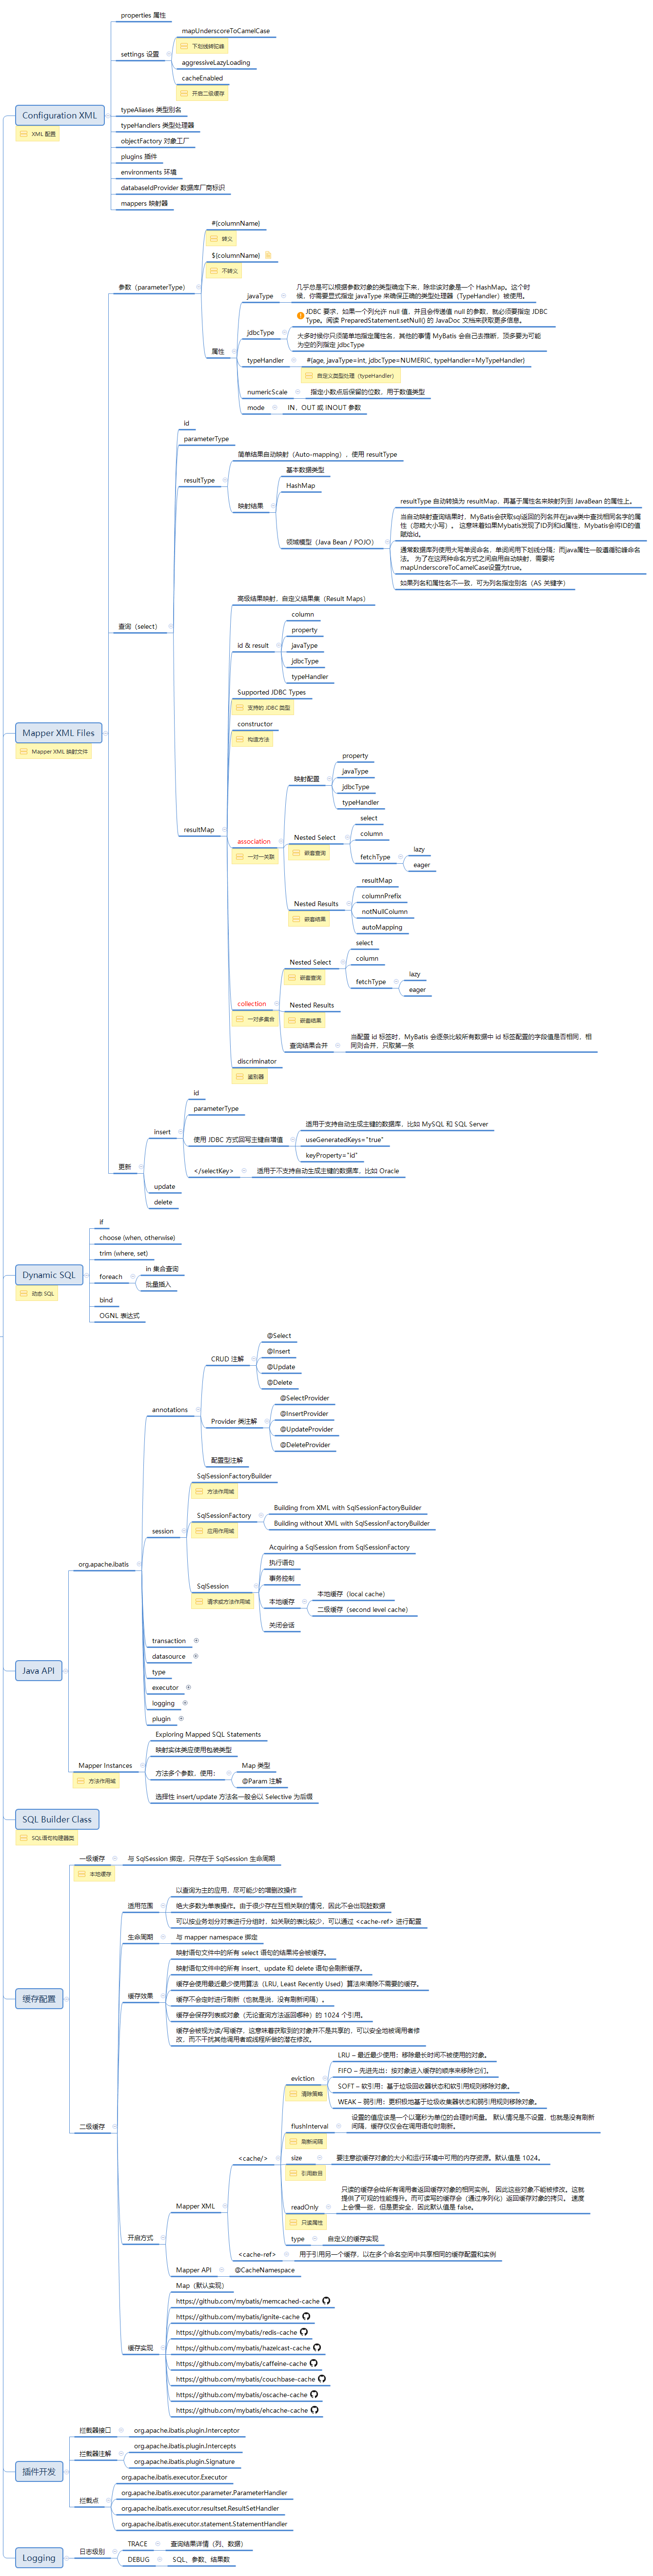 Configuration XML
XML 配置
properties 属性
settings 设置
mapUnderscoreToCamelCase
下划线转驼峰
aggressiveLazyLoading
cacheEnabled
开启二级缓存
typeAliases 类型别名
typeHandlers 类型处理器
objectFactory 对象工厂
plugins 插件
environments 环境
databaseIdProvider 数据库厂商标识
mappers 映射器
Mapper XML Files
Mapper XML 映射文件
参数（parameterType）
#{columnName}
转义
${columnName}
不转义
属性
javaType
几乎总是可以根据参数对象的类型确定下来，除非该对象是一个 HashMap。这个时
候，你需要显式指定 javaType 来确保正确的类型处理器（TypeHandler）被使用。
jdbcType
JDBC 要求，如果一个列允许 null 值，并且会传递值 null 的参数，就必须要指定 JDBC
Type。阅读 PreparedStatement.setNull() 的 JavaDoc 文档来获取更多信息。
大多时候你只须简单地指定属性名，其他的事情 MyBatis 会自己去推断，顶多要为可能
为空的列指定 jdbcType
typeHandler
#{age, javaType=int, jdbcType=NUMERIC, typeHandler=MyTypeHandler}
自定义类型处理（typeHandler）
numericScale
指定小数点后保留的位数，用于数值类型
mode
IN、OUT 或 INOUT 参数
查询（select）
id
parameterType
resultType
简单结果自动映射（Auto-mapping），使用 resultType
映射结果
基本数据类型
HashMap
领域模型（Java Bean / POJO）
resultType 自动转换为 resultMap，再基于属性名来映射列到 JavaBean 的属性上。
当自动映射查询结果时，MyBatis会获取sql返回的列名并在java类中查找相同名字的属
性（忽略大小写）。 这意味着如果Mybatis发现了ID列和id属性，Mybatis会将ID的值
赋给id。
通常数据库列使用大写单词命名，单词间用下划线分隔；而java属性一般遵循驼峰命名
法。 为了在这两种命名方式之间启用自动映射，需要将
mapUnderscoreToCamelCase设置为true。
如果列名和属性名不一致，可为列名指定别名（AS 关键字）
resultMap
高级结果映射，自定义结果集（Result Maps）
id & result
column
property
javaType
jdbcType
typeHandler
Supported JDBC Types
支持的 JDBC 类型
constructor
构造方法
association
一对一关联
映射配置
property
javaType
jdbcType
typeHandler
Nested Select
嵌套查询
select
column
fetchType
lazy
eager
Nested Results
嵌套结果
resultMap
columnPrefix
notNullColumn
autoMapping
collection
一对多集合
Nested Select
嵌套查询
select
column
fetchType
lazy
eager
Nested Results
嵌套结果
查询结果合并
当配置 id 标签时，MyBatis 会逐条比较所有数据中 id 标签配置的字段值是否相同，相
同则合并，只取第一条
discriminator
鉴别器
更新
insert
id
parameterType
使用 JDBC 方式回写主键自增值
适用于支持自动生成主键的数据库，比如 MySQL 和 SQL Server
useGeneratedKeys="true"
keyProperty="id"
</selectKey>
适用于不支持自动生成主键的数据库，比如 Oracle
update
delete
Dynamic SQL
动态 SQL
if
choose (when, otherwise)
trim (where, set)
foreach
in 集合查询
批量插入
bind
OGNL 表达式
Java API
org.apache.ibatis
annotations
CRUD 注解
@Select
@Insert
@Update
@Delete
Provider 类注解
@SelectProvider
@InsertProvider
@UpdateProvider
@DeleteProvider
配置型注解
session
SqlSessionFactoryBuilder
方法作用域
SqlSessionFactory
应用作用域
Building from XML with SqlSessionFactoryBuilder
Building without XML with SqlSessionFactoryBuilder
SqlSession
请求或方法作用域
Acquiring a SqlSession from SqlSessionFactory
执行语句
事务控制
本地缓存
本地缓存（local cache）
二级缓存（second level cache）
关闭会话
transaction
datasource
type
executor
logging
plugin
Mapper Instances
方法作用域
Exploring Mapped SQL Statements
映射实体类应使用包装类型
方法多个参数，使用：
Map 类型
@Param 注解
选择性 insert/update 方法名一般会以 Selective 为后缀
SQL Builder Class
SQL语句构建器类
缓存配置
一级缓存
本地缓存
与 SqlSession 绑定，只存在于 SqlSession 生命周期
二级缓存
适用范围
以查询为主的应用，尽可能少的增删改操作
绝大多数为单表操作。由于很少存在互相关联的情况，因此不会出现脏数据
可以按业务划分对表进行分组时，如关联的表比较少，可以通过 <cache-ref> 进行配置
生命周期
与 mapper namespace 绑定
缓存效果
映射语句文件中的所有 select 语句的结果将会被缓存。
映射语句文件中的所有 insert、update 和 delete 语句会刷新缓存。
缓存会使用最近最少使用算法（LRU, Least Recently Used）算法来清除不需要的缓存。
缓存不会定时进行刷新（也就是说，没有刷新间隔）。
缓存会保存列表或对象（无论查询方法返回哪种）的 1024 个引用。
缓存会被视为读/写缓存，这意味着获取到的对象并不是共享的，可以安全地被调用者修
改，而不干扰其他调用者或线程所做的潜在修改。
开启方式
Mapper XML
<cache/>
eviction
清除策略
LRU – 最近最少使用：移除最长时间不被使用的对象。
FIFO – 先进先出：按对象进入缓存的顺序来移除它们。
SOFT – 软引用：基于垃圾回收器状态和软引用规则移除对象。
WEAK – 弱引用：更积极地基于垃圾收集器状态和弱引用规则移除对象。
flushInterval
刷新间隔
设置的值应该是一个以毫秒为单位的合理时间量。 默认情况是不设置，也就是没有刷新
间隔，缓存仅仅会在调用语句时刷新。
size
引用数目
要注意欲缓存对象的大小和运行环境中可用的内存资源。默认值是 1024。
readOnly
只读属性
只读的缓存会给所有调用者返回缓存对象的相同实例。 因此这些对象不能被修改。这就
提供了可观的性能提升。而可读写的缓存会（通过序列化）返回缓存对象的拷贝。 速度
上会慢一些，但是更安全，因此默认值是 false。
type
自定义的缓存实现
<cache-ref>
用于引用另一个缓存，以在多个命名空间中共享相同的缓存配置和实例
Mapper API
@CacheNamespace
缓存实现
Map（默认实现）
https://github.com/mybatis/memcached-cache
https://github.com/mybatis/ignite-cache
https://github.com/mybatis/redis-cache
https://github.com/mybatis/hazelcast-cache
https://github.com/mybatis/caffeine-cache
https://github.com/mybatis/couchbase-cache
https://github.com/mybatis/oscache-cache
https://github.com/mybatis/ehcache-cache
插件开发
拦截器接口
org.apache.ibatis.plugin.Interceptor
拦截器注解
org.apache.ibatis.plugin.Intercepts
org.apache.ibatis.plugin.Signature
拦截点
org.apache.ibatis.executor.Executor
org.apache.ibatis.executor.parameter.ParameterHandler
org.apache.ibatis.executor.resultset.ResultSetHandler
org.apache.ibatis.executor.statement.StatementHandler
Logging
日志级别
TRACE
查询结果详情（列、数据）
DEBUG
SQL、参数、结果数